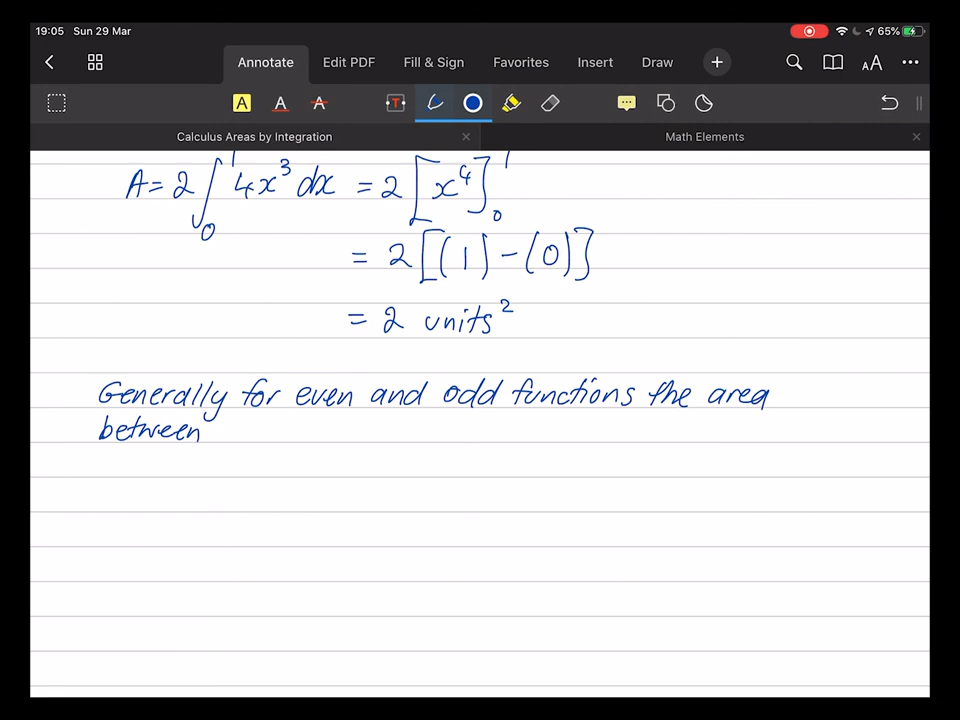 19:05 Sun 29 Mar 65%
Annotate Edit PDF Fill & Sign Favorites Insert Draw
Calculus Areas by Integration Math Elements
A = 2 ∫₀¹ 4x³ dx = 2 [x⁴]₀¹
= 2 [(1) - (0)]
= 2 units²
Generally for even and odd functions the area
between